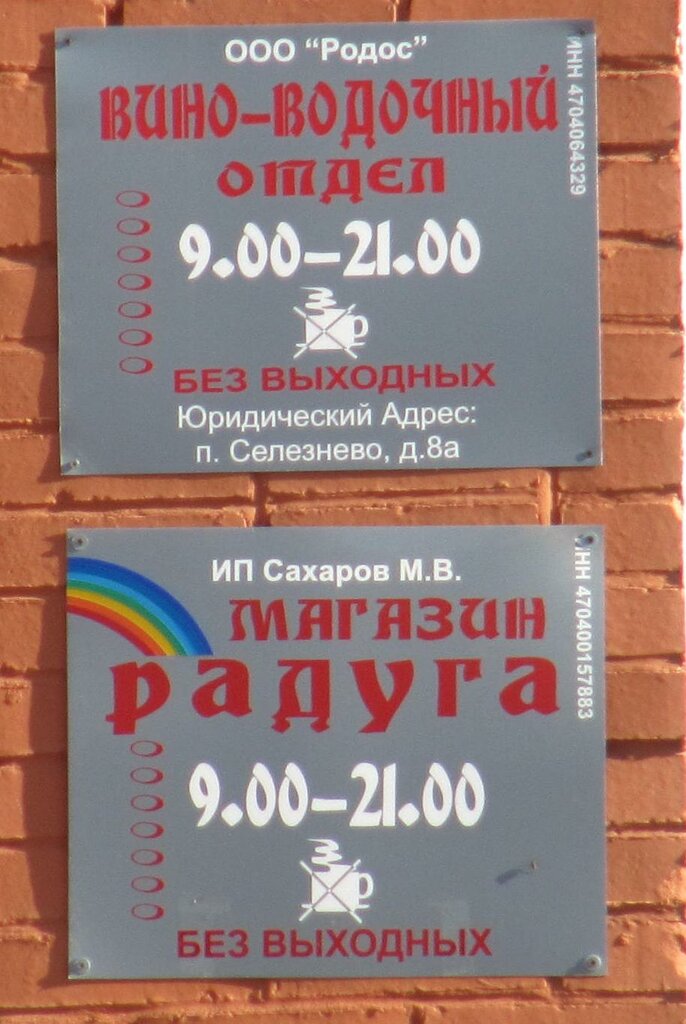 ООО "Родос"
ВИНО-ВОДОЧНЫЙ
ОТДЕЛ
9.00-21.00
БЕЗ ВЫХОДНЫХ
Юридический Адрес:
п. Селезнево, д.8а
ИНН 4704064329
ИП Сахаров М.В.
МАГАЗИН
РАДУГА
9.00-21.00
БЕЗ ВЫХОДНЫХ
ИНН 470400157883